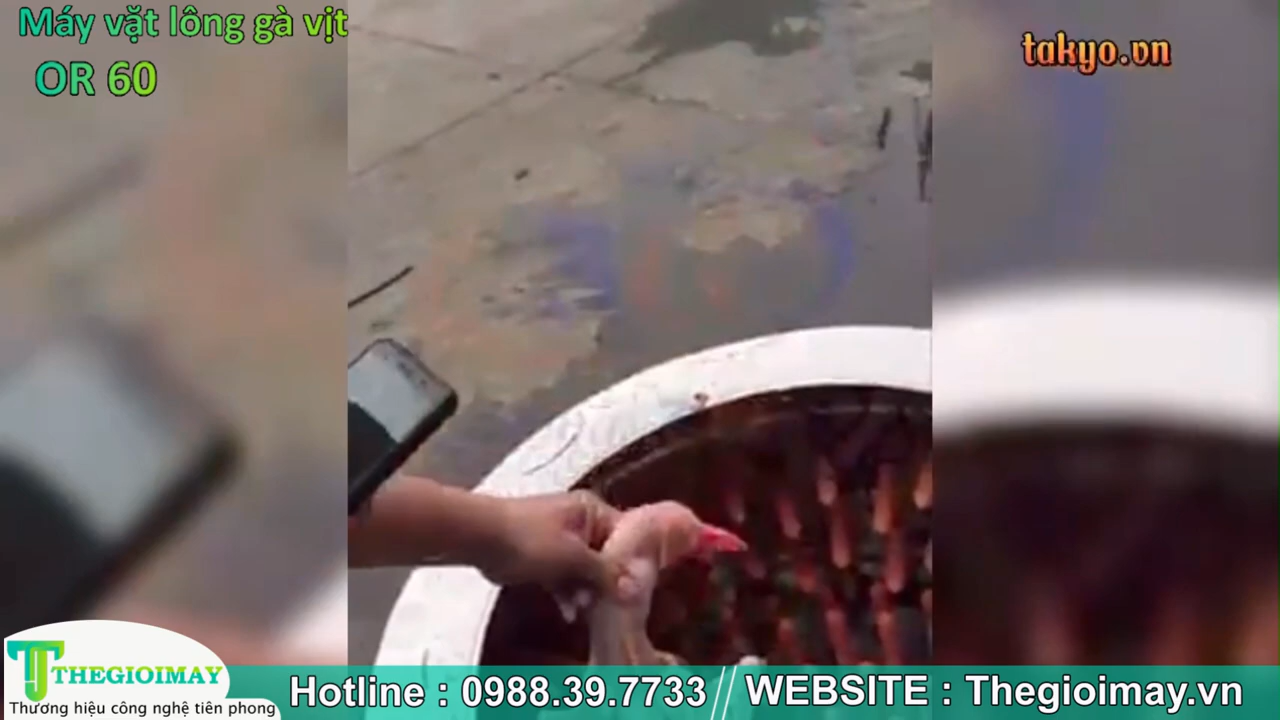 Máy vặt lông gà vịt
OR 60
takyo.vn
THEGIOIMAY
Thương hiệu công nghệ tiên phong
Hotline : 0988.39.7733 // WEBSITE : Thegioimay.vn